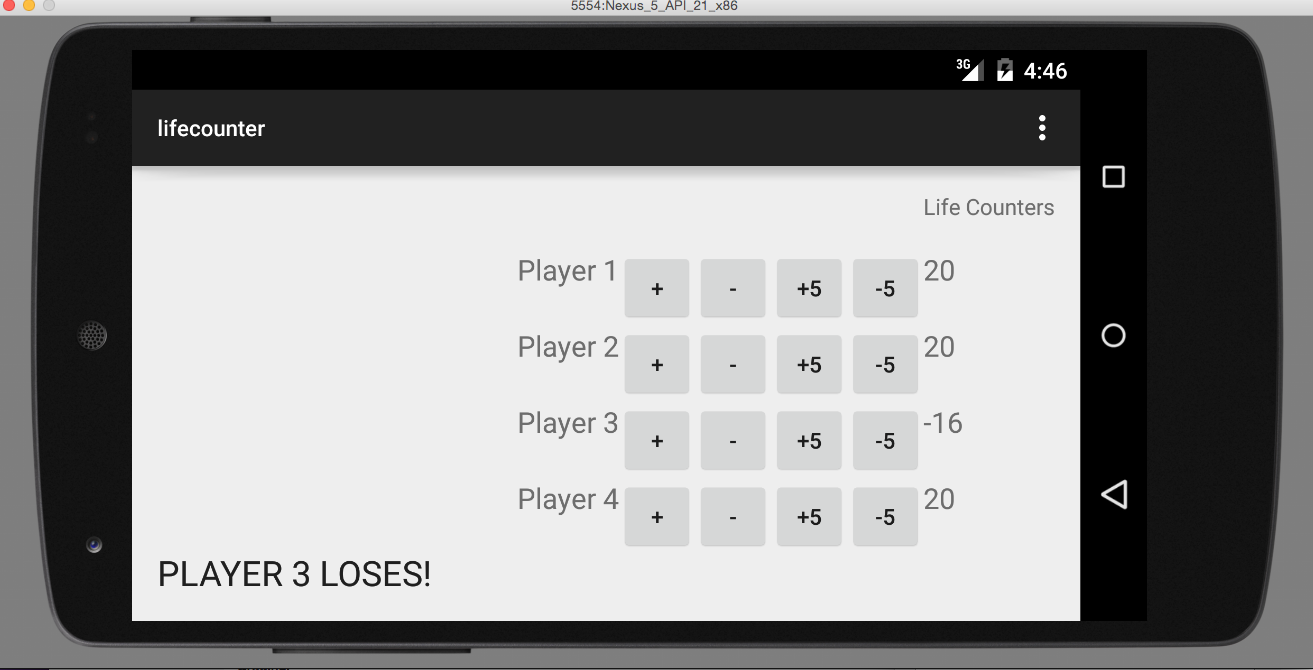 5554:Nexus_5_API_21_x86
3G 4:46
lifecounter
Life Counters
Player 1 + - +5 -5 20
Player 2 + - +5 -5 20
Player 3 + - +5 -5 -16
Player 4 + - +5 -5 20
PLAYER 3 LOSES!